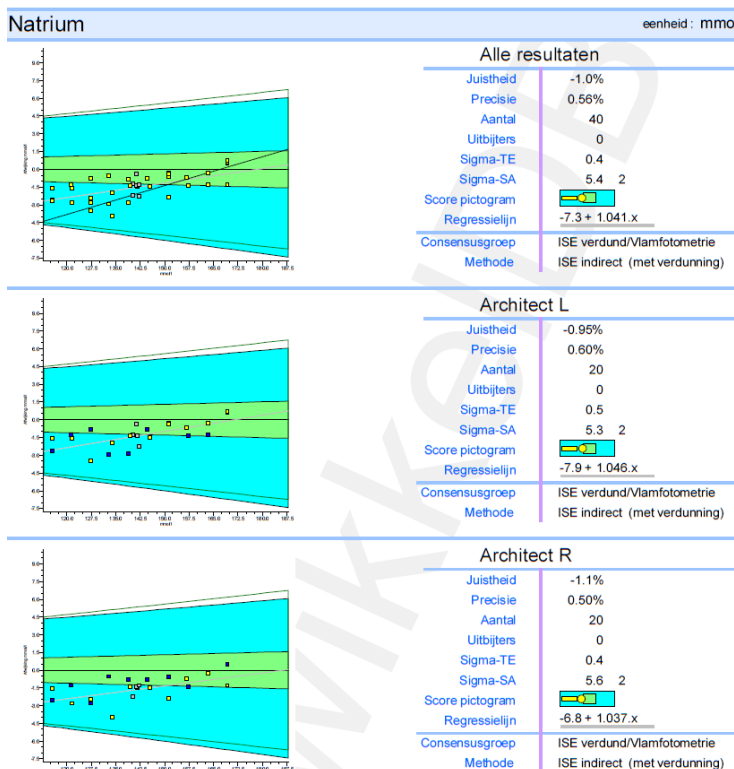 Natrium
eenheid : mmo
Alle resultaten
Juistheid -1.0%
Precisie 0.56%
Aantal 40
Uitbijters 0
Sigma-TE 0.4
Sigma-SA 5.4 2
Score pictogram
Regressielijn -7.3 + 1.041.x
Consensusgroep ISE verdund/Vlamfotometrie
Methode ISE indirect (met verdunning)
Architect L
Juistheid -0.95%
Precisie 0.60%
Aantal 20
Uitbijters 0
Sigma-TE 0.5
Sigma-SA 5.3 2
Score pictogram
Regressielijn -7.9 + 1.046.x
Consensusgroep ISE verdund/Vlamfotometrie
Methode ISE indirect (met verdunning)
Architect R
Juistheid -1.1%
Precisie 0.50%
Aantal 20
Uitbijters 0
Sigma-TE 0.4
Sigma-SA 5.6 2
Score pictogram
Regressielijn -6.8 + 1.037.x
Consensusgroep ISE verdund/Vlamfotometrie
Methode ISE indirect (met verdunning)